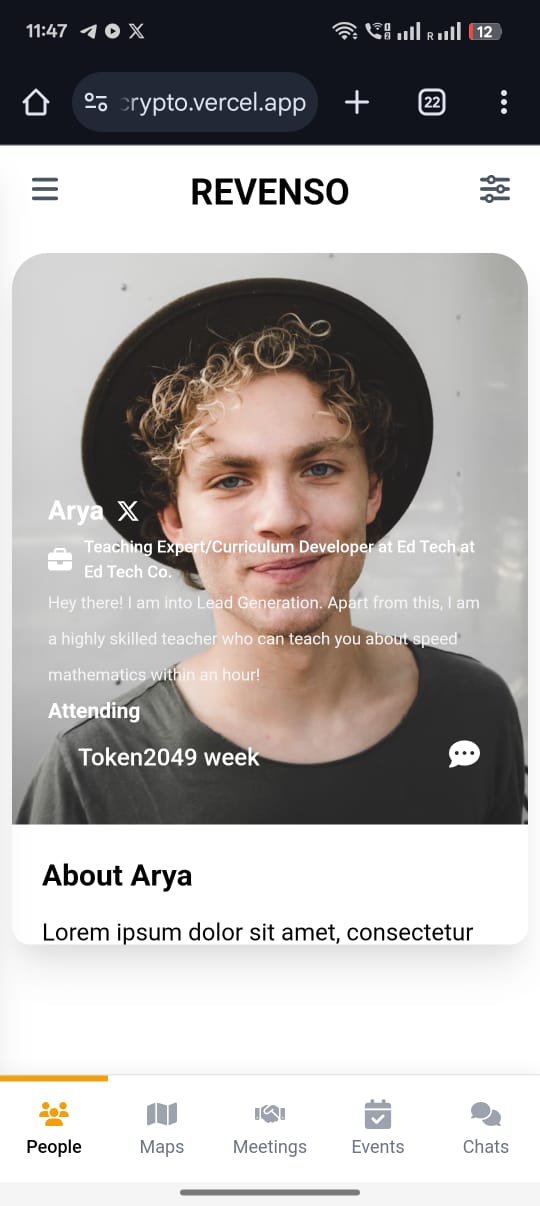 11:47
R
12
crypto.vercel.app
22
REVENSO
Arya
Teaching Expert/Curriculum Developer at Ed Tech at
Ed Tech Co.
Hey there! I am into Lead Generation. Apart from this, I am
a highly skilled teacher who can teach you about speed
mathematics within an hour!
Attending
Token2049 week
About Arya
Lorem ipsum dolor sit amet, consectetur
People
Maps
Meetings
Events
Chats